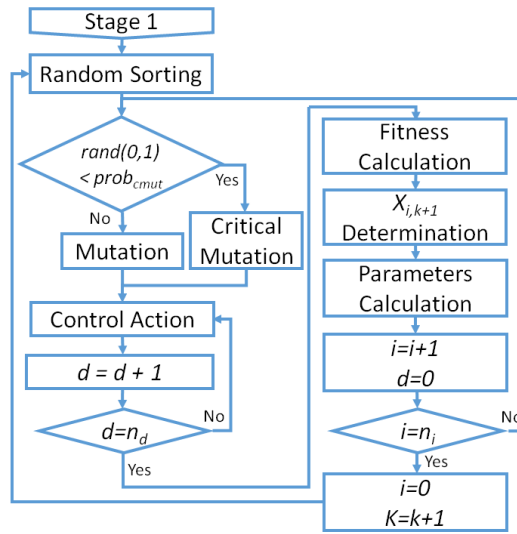 Stage 1
Random Sorting
rand(0,1)
< prob_cmut
Yes
No
Mutation
Critical
Mutation
Control Action
d = d + 1
No
d=n_d
Yes
Fitness
Calculation
X_i,k+1
Determination
Parameters
Calculation
i=i+1
d=0
No
i=n_i
Yes
i=0
K=k+1